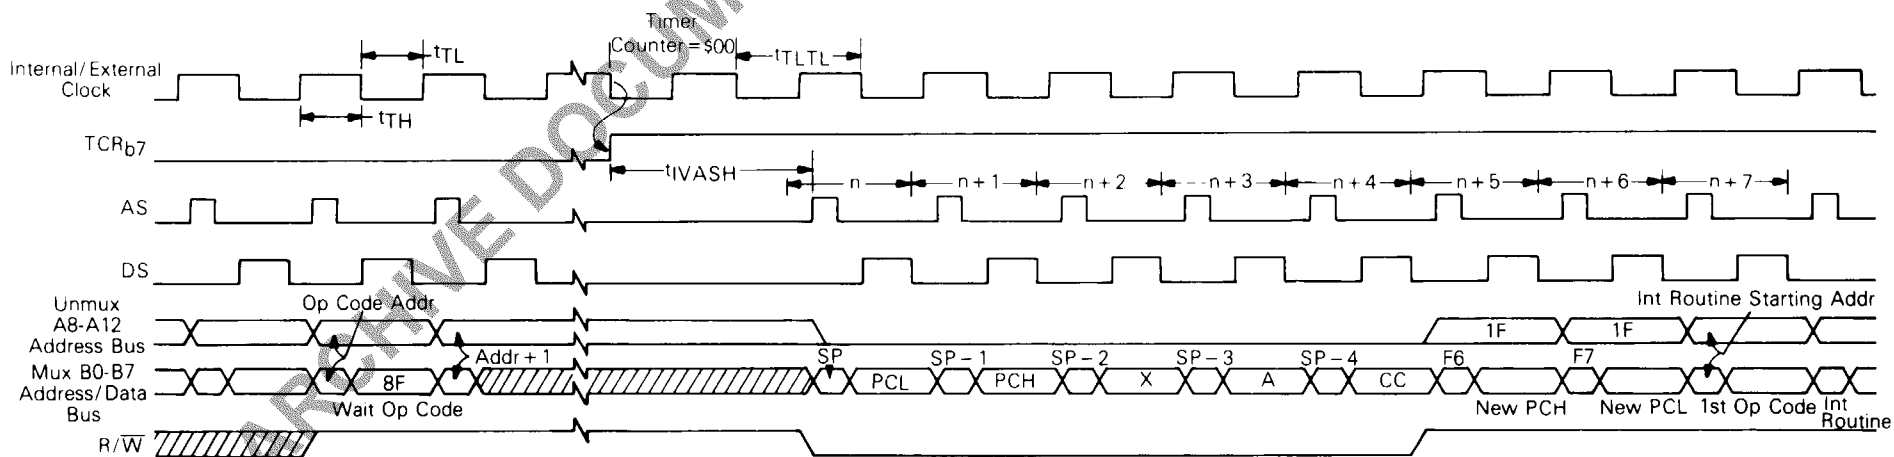 Timer
Counter = $00
tTL
tTLTL
Internal/External
Clock
tTH
TCRb7
tIVASH
n
n + 1
n + 2
n + 3
n + 4
n + 5
n + 6
n + 7
AS
DS
Op Code Addr
Int Routine Starting Addr
Unmux
A8-A12
Address Bus
1F
1F
Addr + 1
SP
SP - 1
SP - 2
SP - 3
SP - 4
F6
F7
Mux B0-B7
Address/Data
Bus
8F
PCL
PCH
X
A
CC
Wait Op Code
New PCH
New PCL
1st Op Code
Int
Routine
R/W̅
ARCHIVE DOCUM